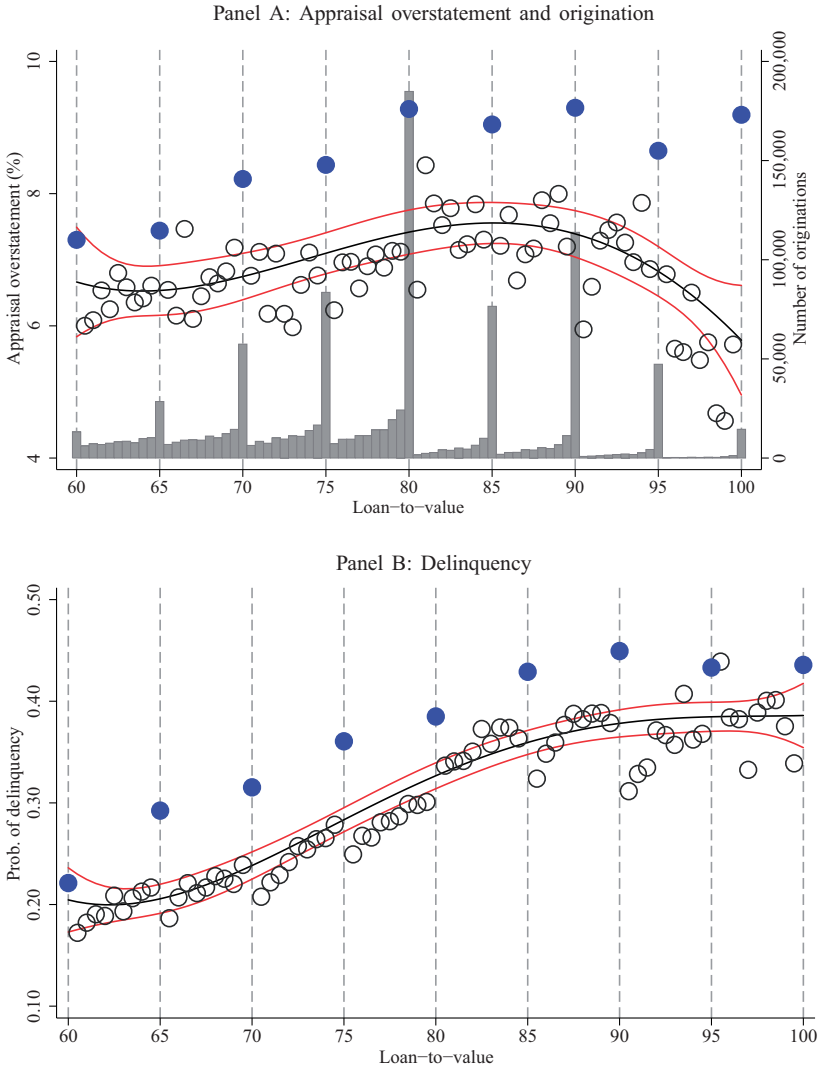 Panel A: Appraisal overstatement and origination
Appraisal overstatement (%)
10
8
6
4
200,000
150,000
100,000
50,000
0
Number of originations
60 65 70 75 80 85 90 95 100
Loan-to-value
Panel B: Delinquency
Prob. of delinquency
0.50
0.40
0.30
0.20
0.10
60 65 70 75 80 85 90 95 100
Loan-to-value